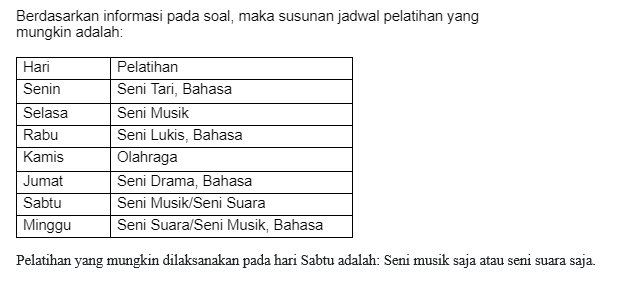 Berdasarkan informasi pada soal, maka susunan jadwal pelatihan yang
mungkin adalah:
Hari Pelatihan
Senin Seni Tari, Bahasa
Selasa Seni Musik
Rabu Seni Lukis, Bahasa
Kamis Olahraga
Jumat Seni Drama, Bahasa
Sabtu Seni Musik/Seni Suara
Minggu Seni Suara/Seni Musik, Bahasa
Pelatihan yang mungkin dilaksanakan pada hari Sabtu adalah: Seni musik saja atau seni suara saja.